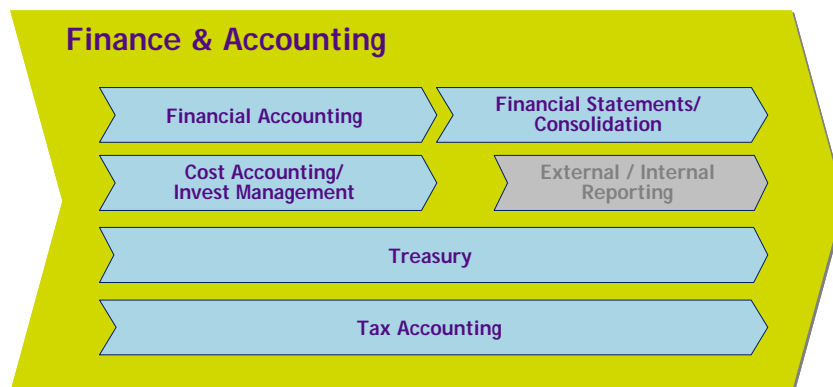 Finance & Accounting
Financial Accounting
Financial Statements/
Consolidation
Cost Accounting/
Invest Management
External / Internal
Reporting
Treasury
Tax Accounting